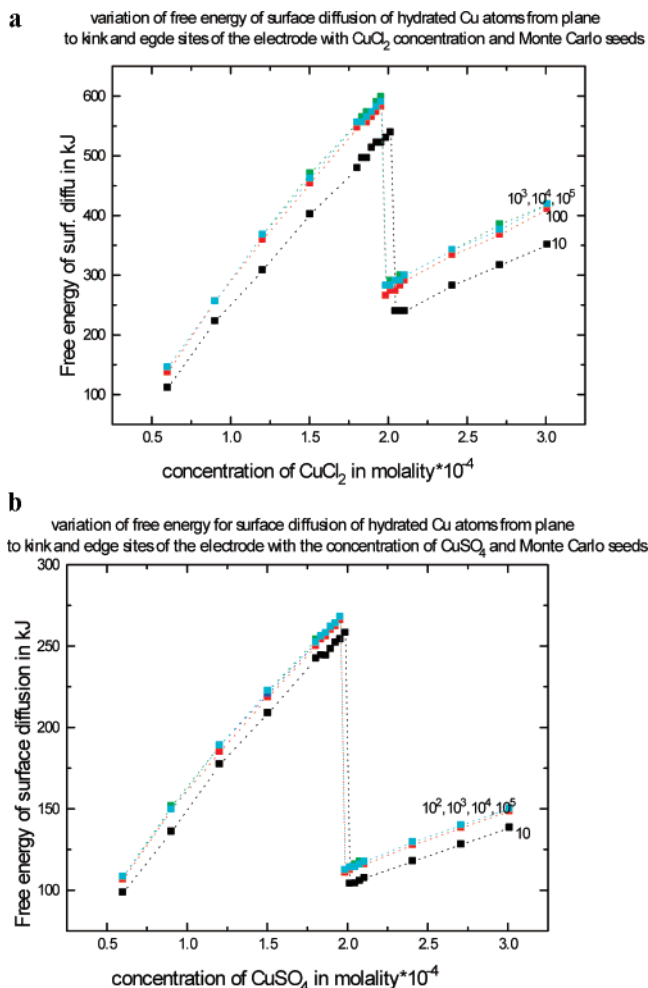 a
variation of free energy of surface diffusion of hydrated Cu atoms from plane
to kink and egde sites of the electrode with CuCl2 concentration and Monte Carlo seeds
600
500
400
300
200
100
Free energy of surf. diffu in kJ
10³, 10⁴, 10⁵
100
10
0.5 1.0 1.5 2.0 2.5 3.0
concentration of CuCl₂ in molality*10⁻⁴
b
variation of free energy for surface diffusion of hydrated Cu atoms from plane
to kink and edge sites of the electrode with the concentration of CuSO₄ and Monte Carlo seeds
300
250
200
150
100
Free energy of surface diffusion in kJ
10², 10³, 10⁴, 10⁵
10
0.5 1.0 1.5 2.0 2.5 3.0
concentration of CuSO₄ in molality*10⁻⁴